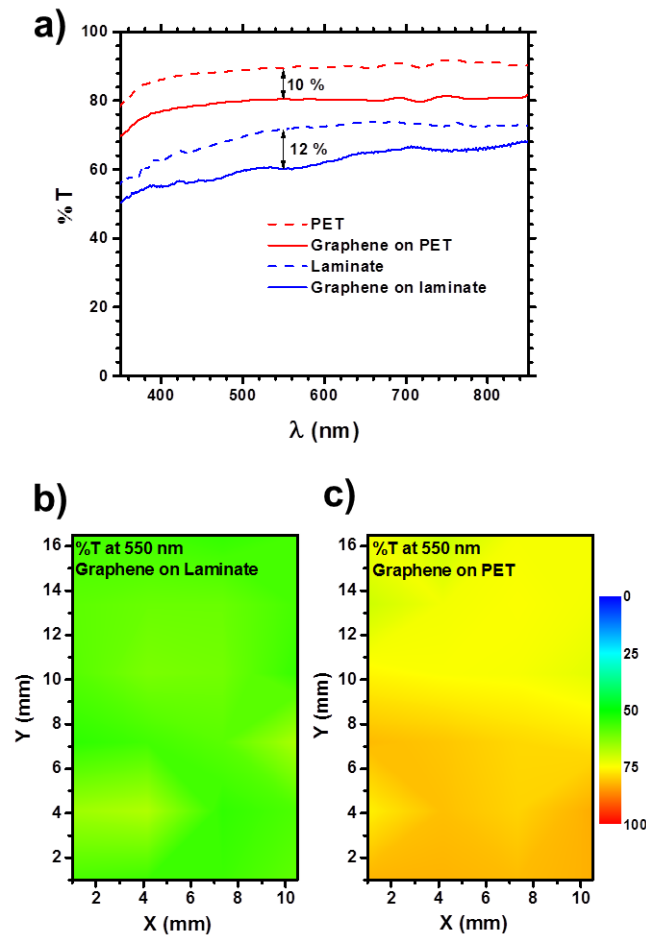 a)
100
80
60
40
20
0
% T
10 %
12 %
PET
Graphene on PET
Laminate
Graphene on laminate
400 500 600 700 800
λ (nm)
b)
%T at 550 nm
Graphene on Laminate
16
14
12
10
8
6
4
2
Y (mm)
2 4 6 8 10
X (mm)
c)
%T at 550 nm
Graphene on PET
16
14
12
10
8
6
4
2
Y (mm)
2 4 6 8 10
X (mm)
0
25
50
75
100